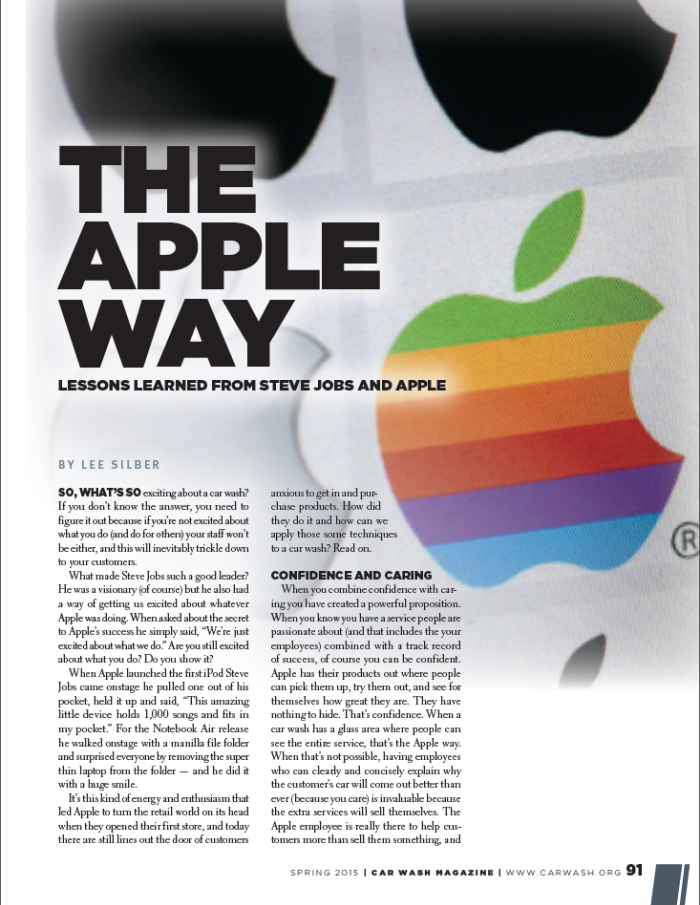 THE
APPLE
WAY
LESSONS LEARNED FROM STEVE JOBS AND APPLE
BY LEE SILBER
SO, WHAT'S SO exciting about a car wash?
If you don't know the answer, you need to
figure it out because if you're not excited about
what you do (and do for others) your staff won't
be either, and this will inevitably trickle down
to your customers.
What made Steve Jobs such a good leader?
He was a visionary (of course) but he also had
a way of getting us excited about whatever
Apple was doing. When asked about the secret
to Apple's success he simply said, "We're just
excited about what we do." Are you still excited
about what you do? Do you show it?
When Apple launched the first iPod Steve
Jobs came onstage he pulled one out of his
pocket, held it up and said, "This amazing
little device holds 1,000 songs and fits in
my pocket." For the Notebook Air release
he walked onstage with a manilla file folder
and surprised everyone by removing the super
thin laptop from the folder — and he did it
with a huge smile.
It's this kind of energy and enthusiasm that
led Apple to turn the retail world on its head
when they opened their first store, and today
there are still lines out the door of customers
anxious to get in and pur-
chase products. How did
they do it and how can we
apply those some techniques
to a car wash? Read on.
CONFIDENCE AND CARING
When you combine confidence with car-
ing you have created a powerful proposition.
When you know you have a service people are
passionate about (and that includes the your
employees) combined with a track record
of success, of course you can be confident.
Apple has their products out where people
can pick them up, try them out, and see for
themselves how great they are. They have
nothing to hide. That's confidence. When a
car wash has a glass area where people can
see the entire service, that's the Apple way.
When that's not possible, having employees
who can clearly and concisely explain why
the customer's car will come out better than
ever (because you care) is invaluable because
the extra services will sell themselves. The
Apple employee is really there to help cus-
tomers more than sell them something, and
®
SPRING 2015 | CAR WASH MAGAZINE | WWW.CARWASH.ORG 91